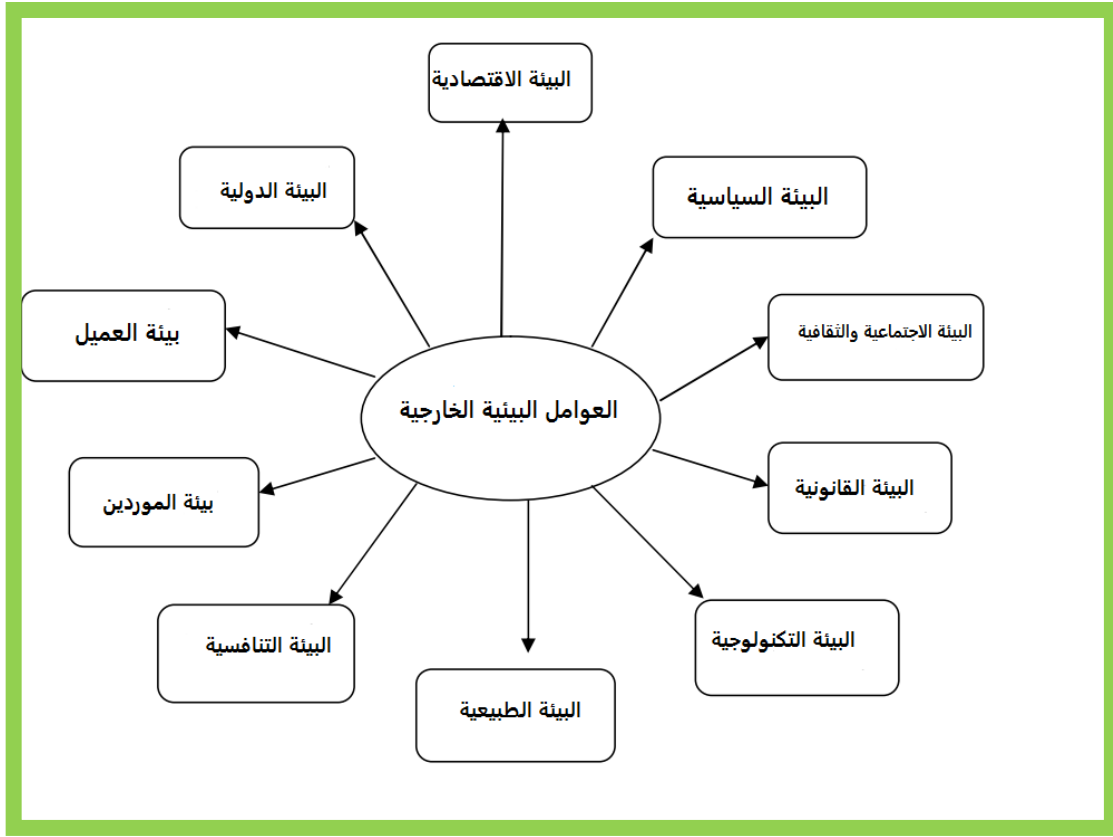 البيئة الاقتصادية
البيئة الدولية
البيئة السياسية
بيئة العميل
البيئة الاجتماعية والثقافية
العوامل البيئية الخارجية
بيئة الموردين
البيئة القانونية
البيئة التنافسية
البيئة التكنولوجية
البيئة الطبيعية